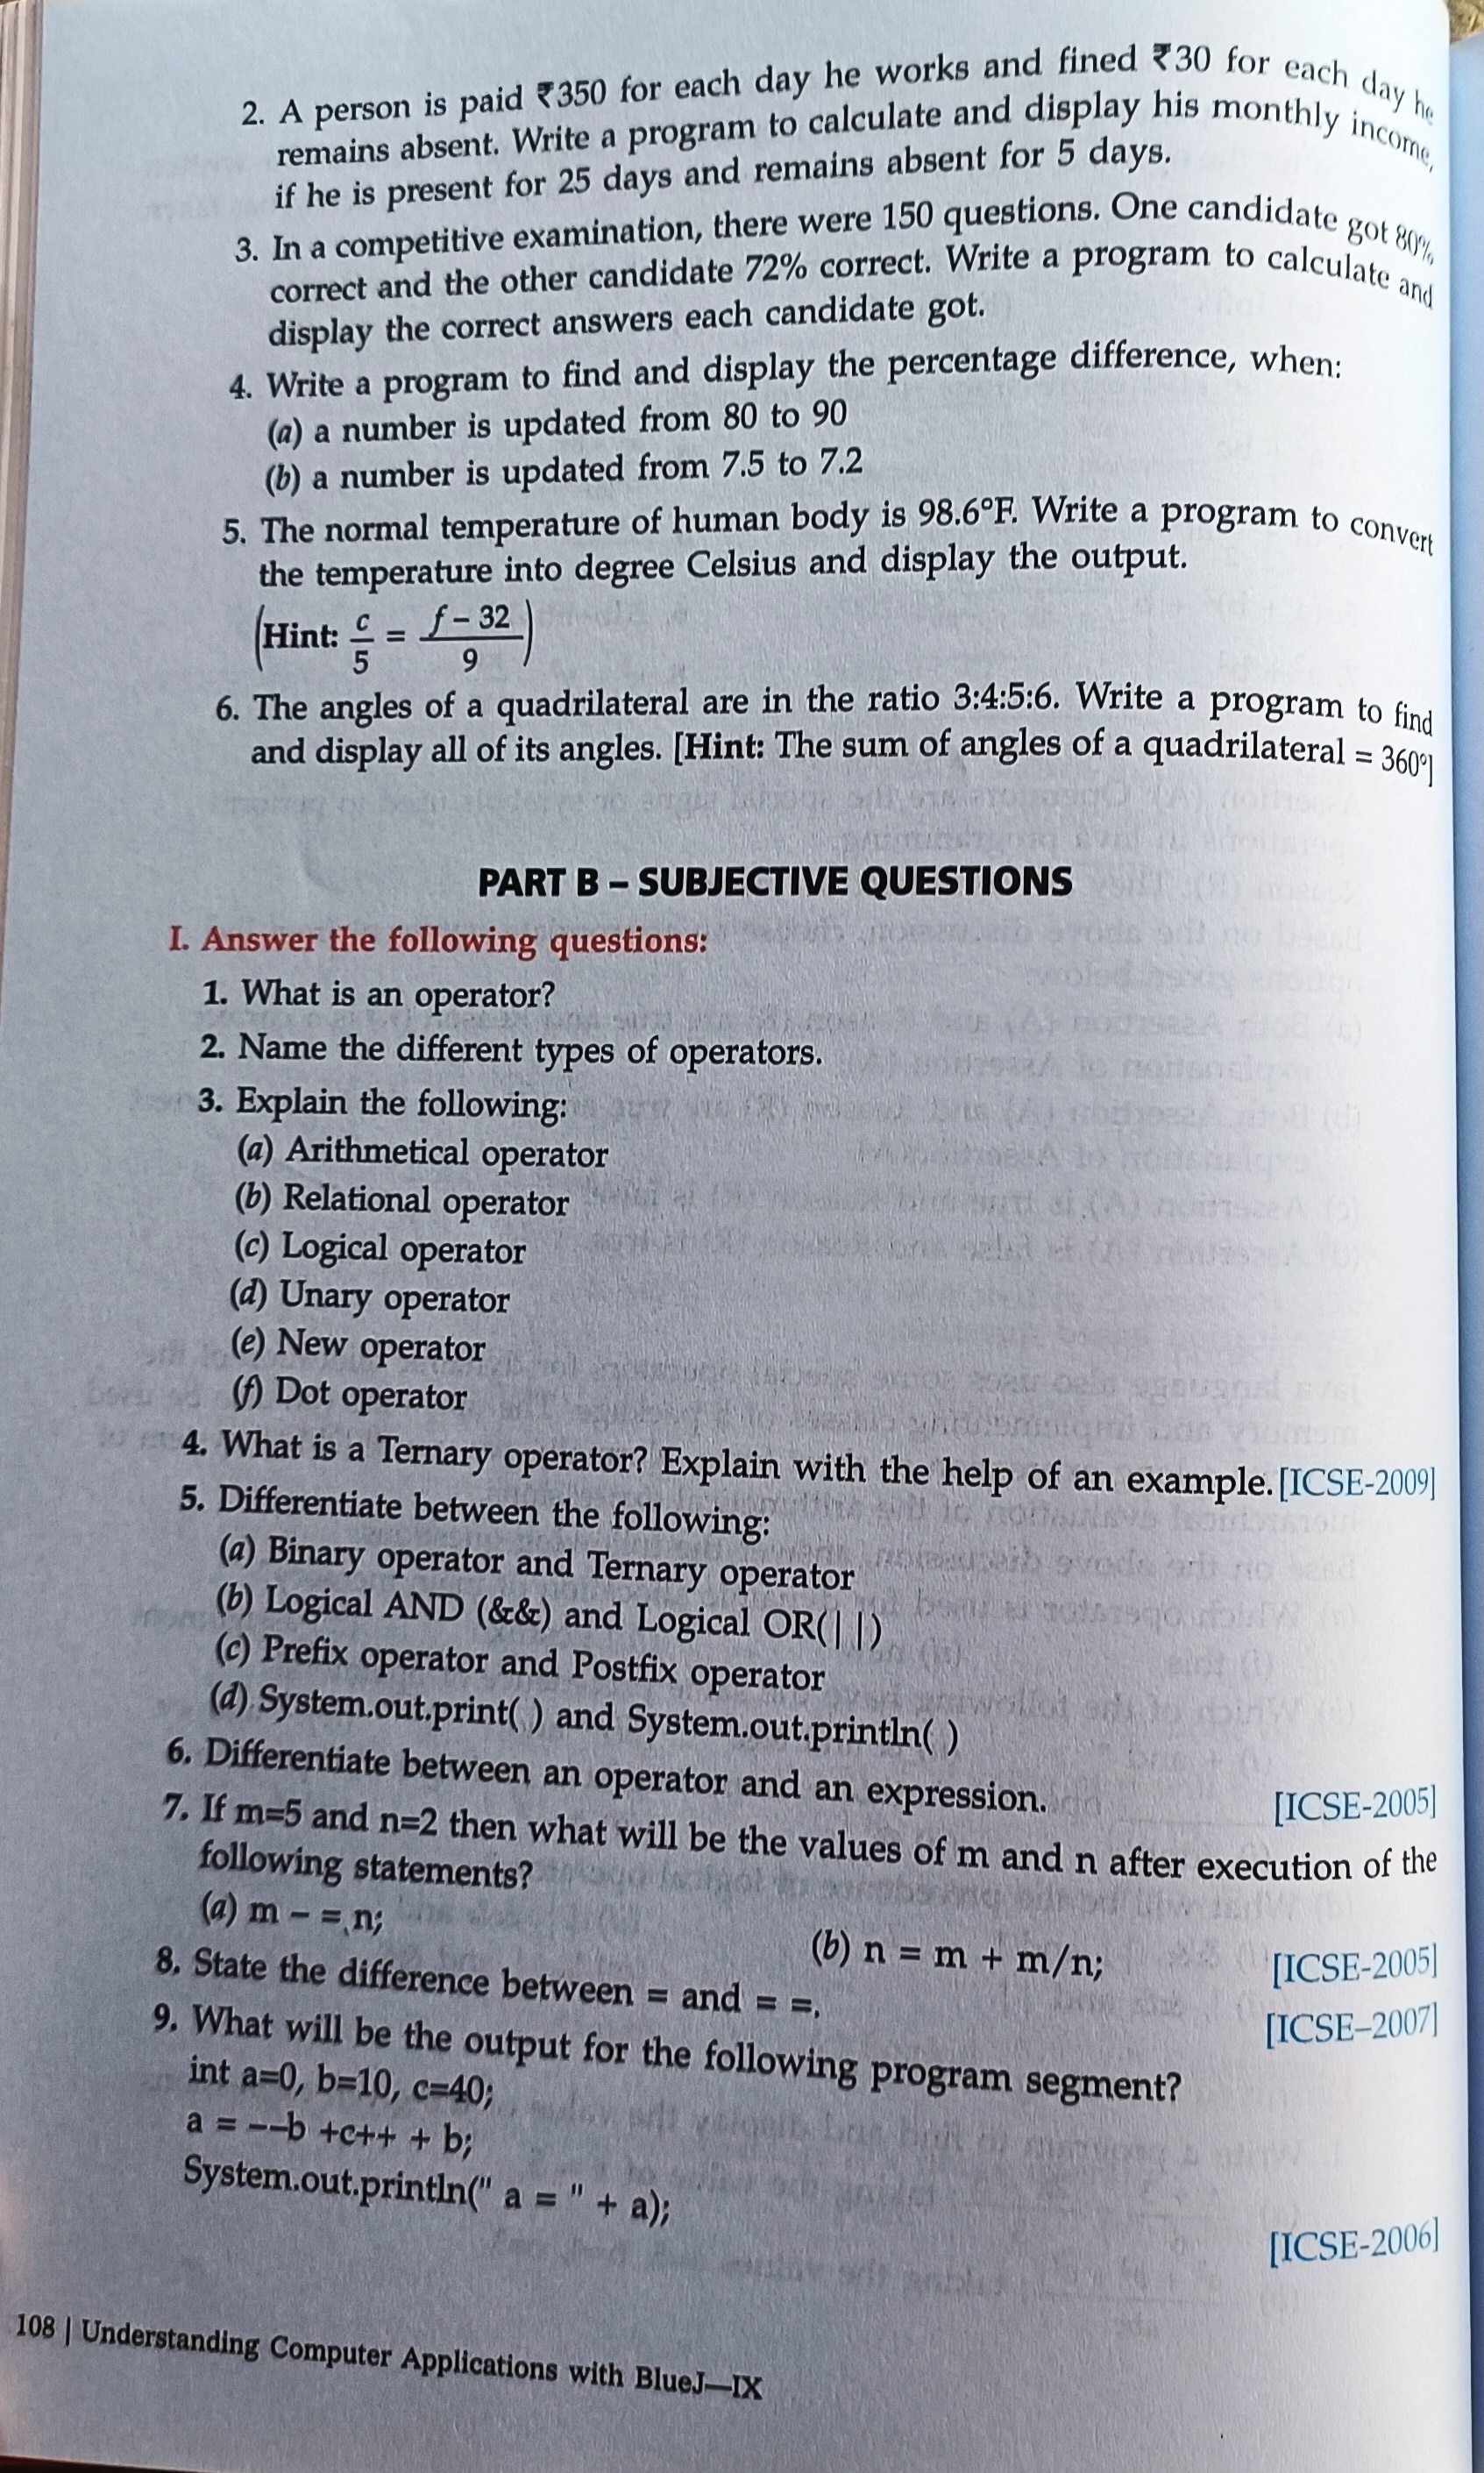 2. A person is paid ₹350 for each day he works and fined ₹30 for each day he
remains absent. Write a program to calculate and display his monthly income,
if he is present for 25 days and remains absent for 5 days.
3. In a competitive examination, there were 150 questions. One candidate got 80%
correct and the other candidate 72% correct. Write a program to calculate and
display the correct answers each candidate got.
4. Write a program to find and display the percentage difference, when:
(a) a number is updated from 80 to 90
(b) a number is updated from 7.5 to 7.2
5. The normal temperature of human body is 98.6°F. Write a program to convert
the temperature into degree Celsius and display the output.
(Hint: c/5 = f – 32/9)
6. The angles of a quadrilateral are in the ratio 3:4:5:6. Write a program to find
and display all of its angles. [Hint: The sum of angles of a quadrilateral = 360°]
PART B – SUBJECTIVE QUESTIONS
I. Answer the following questions:
1. What is an operator?
2. Name the different types of operators.
3. Explain the following:
(a) Arithmetical operator
(b) Relational operator
(c) Logical operator
(d) Unary operator
(e) New operator
(f) Dot operator
4. What is a Ternary operator? Explain with the help of an example. [ICSE-2009]
5. Differentiate between the following:
(a) Binary operator and Ternary operator
(b) Logical AND (&&) and Logical OR(| |)
(c) Prefix operator and Postfix operator
(d) System.out.print( ) and System.out.println( )
6. Differentiate between an operator and an expression. [ICSE-2005]
7. If m=5 and n=2 then what will be the values of m and n after execution of the
following statements?
(a) m – = n; (b) n = m + m/n; [ICSE-2005]
8. State the difference between = and = =. [ICSE–2007]
9. What will be the output for the following program segment?
int a=0, b=10, c=40;
a = --b +c++ + b;
System.out.println(" a = " + a);
[ICSE-2006]
108 | Understanding Computer Applications with BlueJ—IX